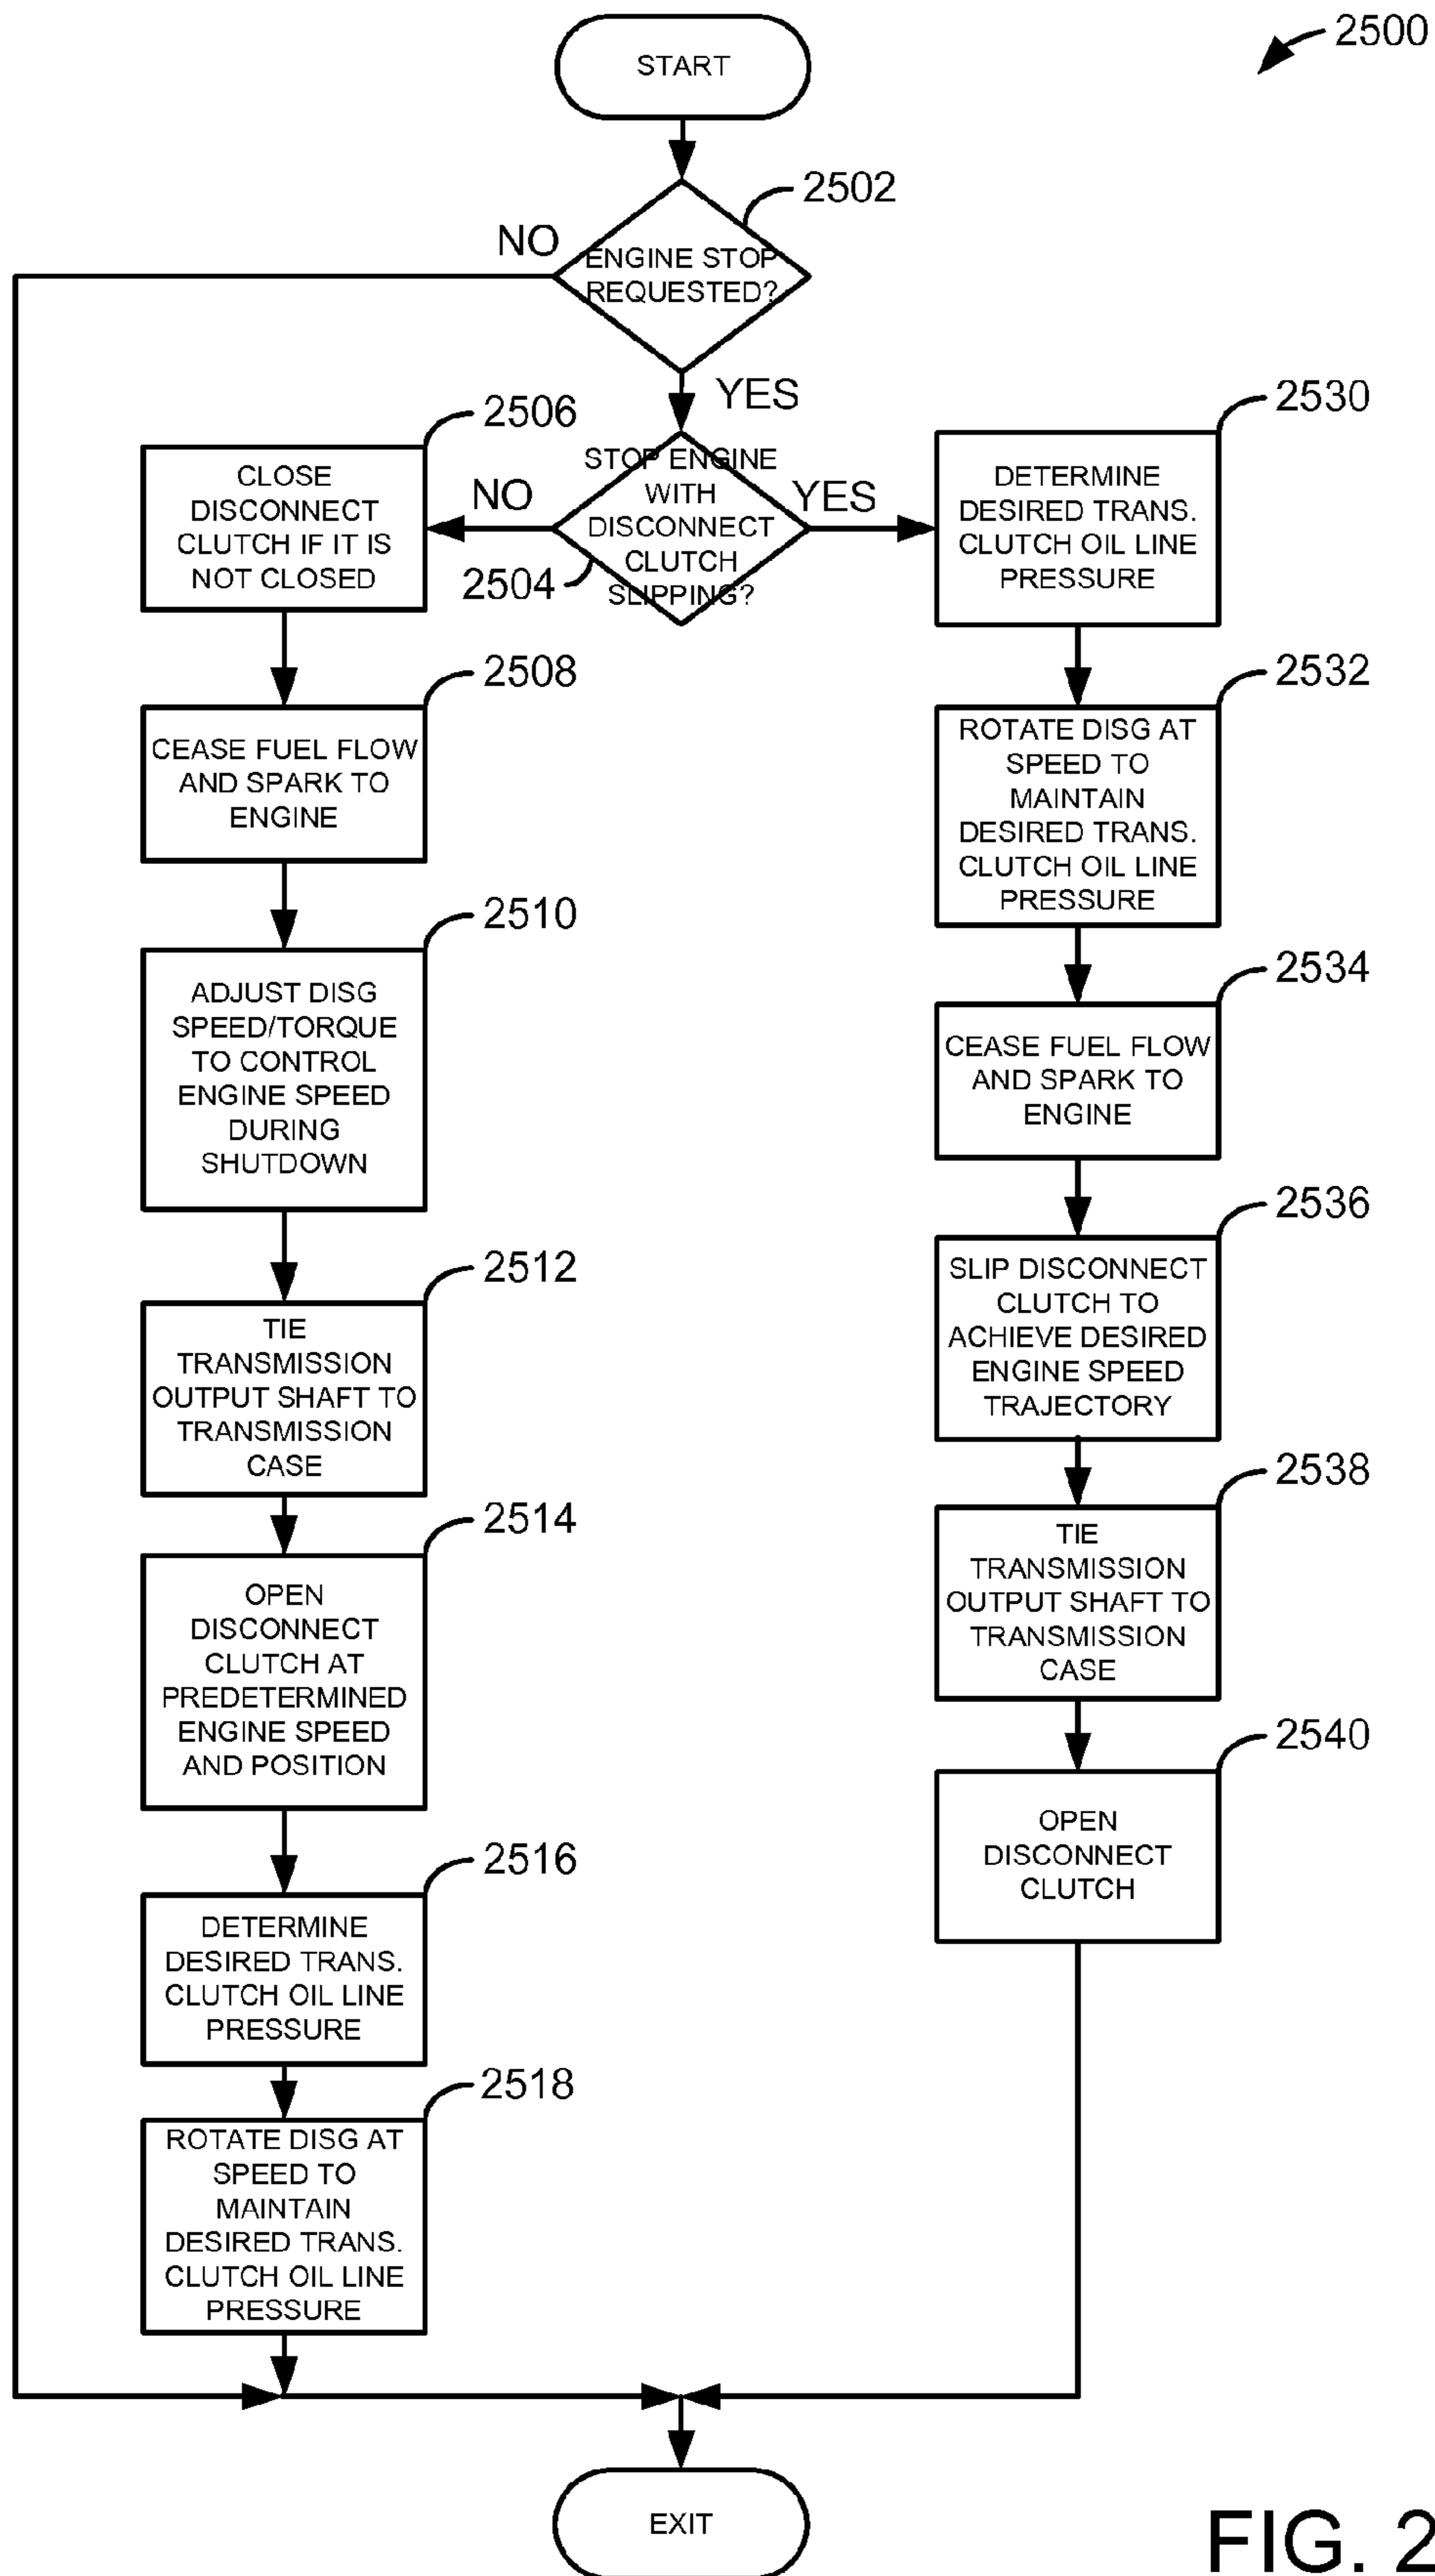 2500
START
2502
NO
ENGINE STOP
REQUESTED?
YES
2504
STOP ENGINE
WITH
DISCONNECT
CLUTCH
SLIPPING?
NO
YES
2506
CLOSE
DISCONNECT
CLUTCH IF IT IS
NOT CLOSED
2508
CEASE FUEL FLOW
AND SPARK TO
ENGINE
2510
ADJUST DISG
SPEED/TORQUE
TO CONTROL
ENGINE SPEED
DURING
SHUTDOWN
2512
TIE
TRANSMISSION
OUTPUT SHAFT TO
TRANSMISSION
CASE
2514
OPEN
DISCONNECT
CLUTCH AT
PREDETERMINED
ENGINE SPEED
AND POSITION
2516
DETERMINE
DESIRED TRANS.
CLUTCH OIL LINE
PRESSURE
2518
ROTATE DISG AT
SPEED TO
MAINTAIN
DESIRED TRANS.
CLUTCH OIL LINE
PRESSURE
2530
DETERMINE
DESIRED TRANS.
CLUTCH OIL LINE
PRESSURE
2532
ROTATE DISG AT
SPEED TO
MAINTAIN
DESIRED TRANS.
CLUTCH OIL LINE
PRESSURE
2534
CEASE FUEL FLOW
AND SPARK TO
ENGINE
2536
SLIP DISCONNECT
CLUTCH TO
ACHIEVE DESIRED
ENGINE SPEED
TRAJECTORY
2538
TIE
TRANSMISSION
OUTPUT SHAFT TO
TRANSMISSION
CASE
2540
OPEN
DISCONNECT
CLUTCH
EXIT
FIG. 2